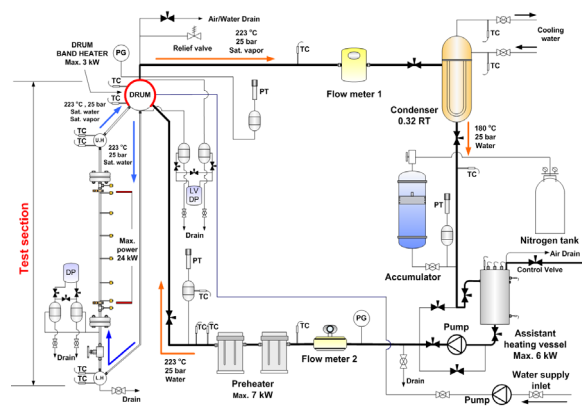 Air/Water Drain
Relief valve
DRUM
BAND HEATER
Max. 3 kW
PG
223 °C
25 bar
Sat. vapor
TC
Flow meter 1
TC
TC
Cooling
water
Condenser
0.32 RT
TC
TC
DRUM
PT
223 °C , 25 bar
Sat. water
Sat. vapor
TC
TC
U.H
223 °C
25 bar
Sat. water
LV
DP
Drain
180 °C
25 bar
Water
TC
PT
Accumulator
Nitrogen tank
Air Drain
Control Velve
Test section
Max.
power
24 kW
DP
PT
TC
Drain
TC
TC
L.H
Drain
223 °C
25 bar
Water
TC
TC
Preheater
Max. 7 kW
TC
Flow meter 2
PG
Drain
Pump
Assistant
heating vessel
Max. 6 kW
Pump
Water supply
inlet